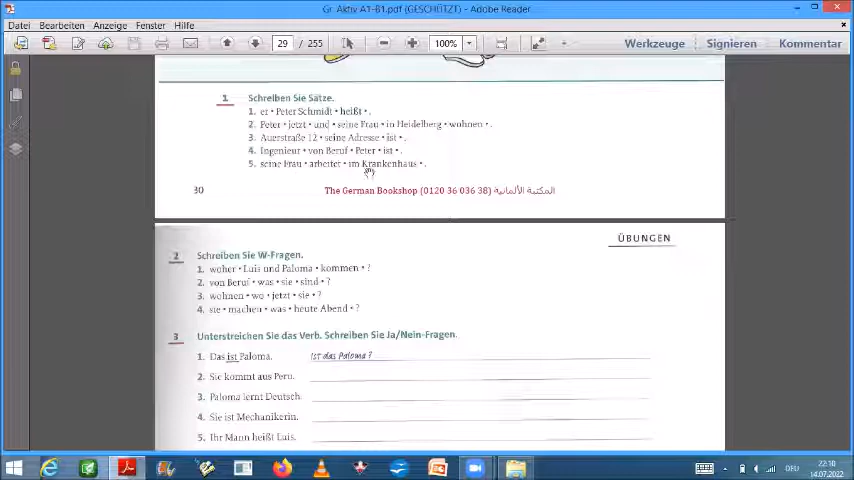 Gr. Aktiv A1-B1.pdf (GESCHÜTZT) - Adobe Reader
Datei Bearbeiten Anzeige Fenster Hilfe
29 / 255
100%
Werkzeuge Signieren Kommentar
1 Schreiben Sie Sätze.
1. er • Peter Schmidt • heißt • .
2. Peter • jetzt • und • seine Frau • in Heidelberg • wohnen • .
3. Auerstraße 12 • seine Adresse • ist • .
4. Ingenieur • von Beruf • Peter • ist • .
5. seine Frau • arbeitet • im Krankenhaus • .
30
The German Bookshop (0120 36 036 38) المكتبة الألمانية
ÜBUNGEN
2 Schreiben Sie W-Fragen.
1. woher • Luis und Paloma • kommen • ?
2. von Beruf • was • sie • sind • ?
3. wohnen • wo • jetzt • sie • ?
4. sie • machen • was • heute Abend • ?
3 Unterstreichen Sie das Verb. Schreiben Sie Ja/Nein-Fragen.
1. Das ist Paloma. Ist das Paloma?
2. Sie kommt aus Peru.
3. Paloma lernt Deutsch.
4. Sie ist Mechanikerin.
5. Ihr Mann heißt Luis.
DEU
22:10
14.07.2022